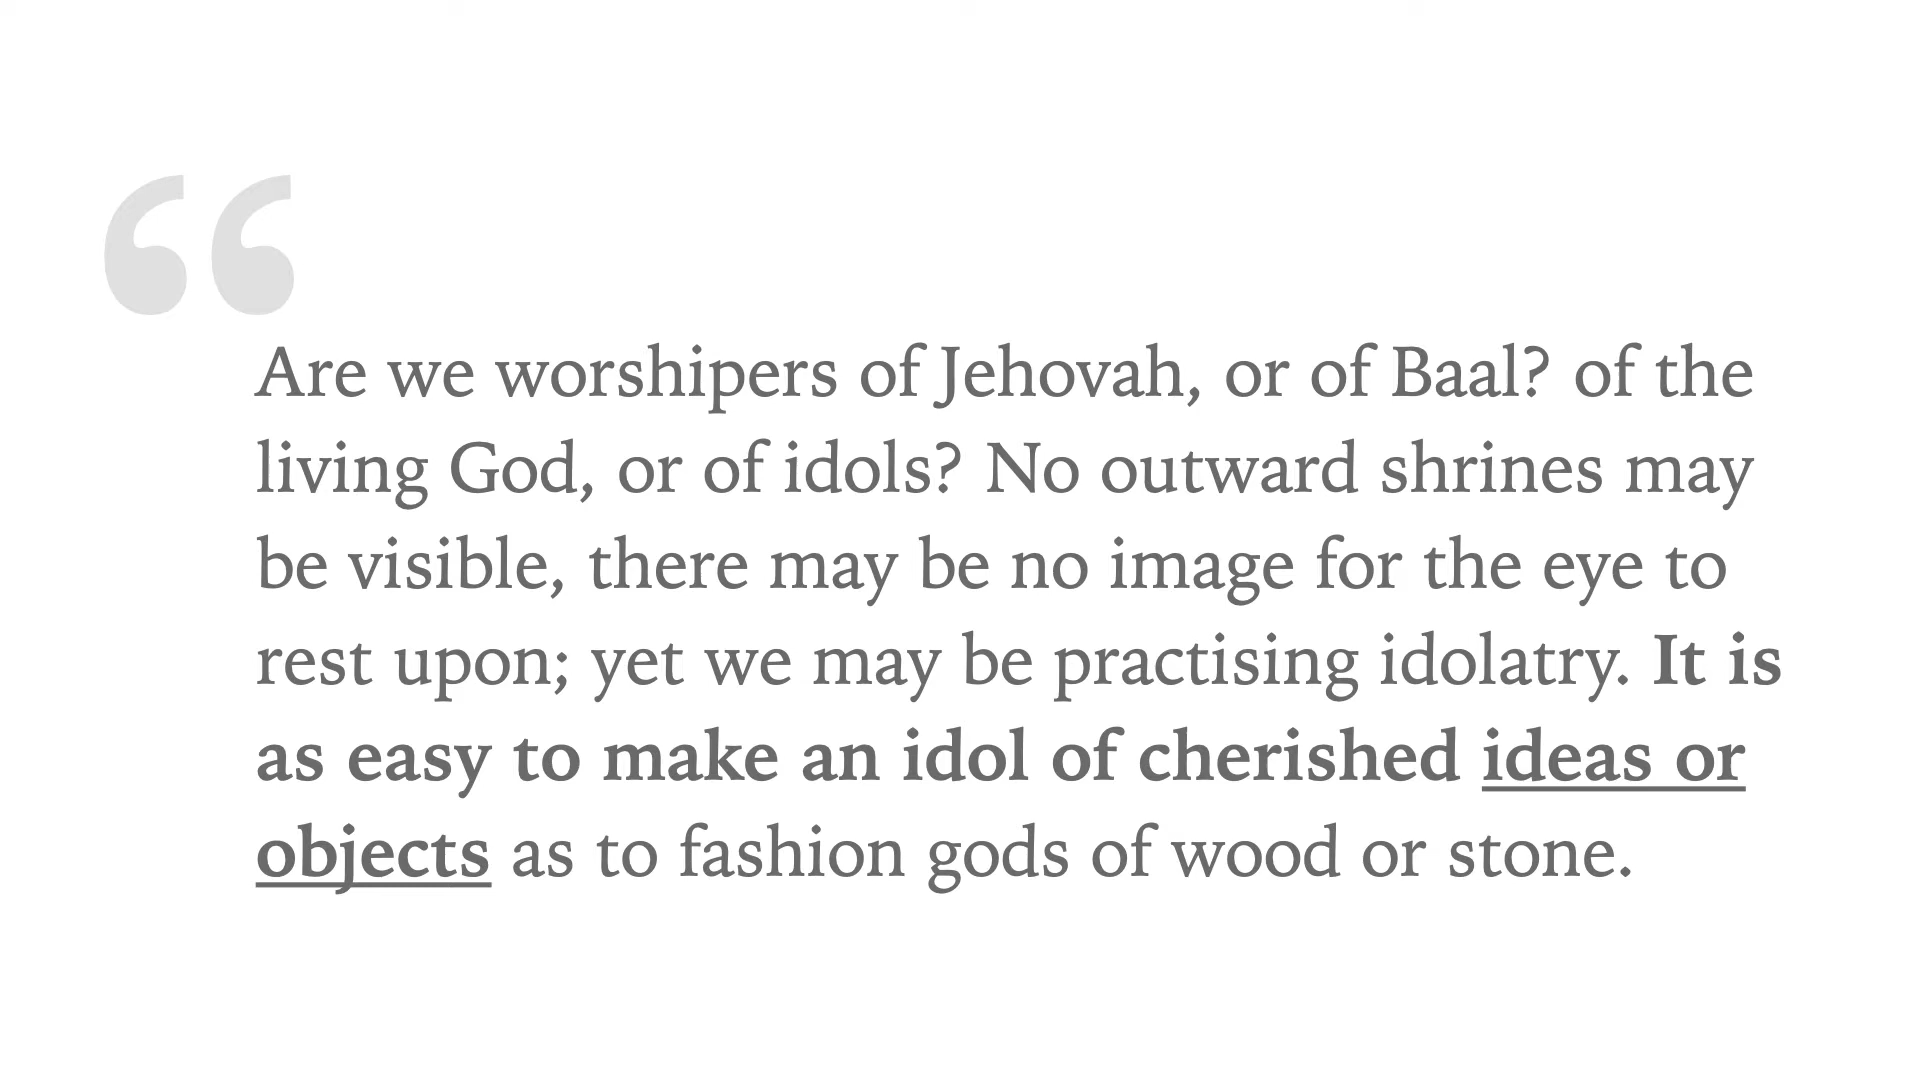 “
Are we worshipers of Jehovah, or of Baal? of the
living God, or of idols? No outward shrines may
be visible, there may be no image for the eye to
rest upon; yet we may be practising idolatry. It is
as easy to make an idol of cherished ideas or
objects as to fashion gods of wood or stone.